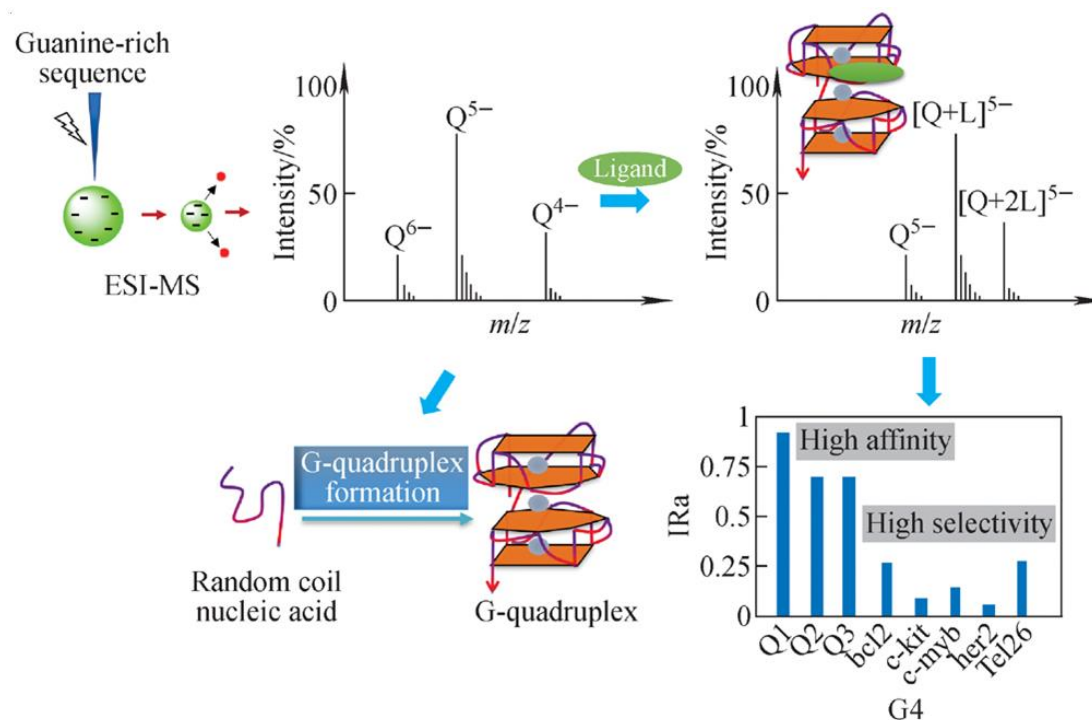 Guanine-rich
sequence
ESI-MS
Intensity/%
100
50
0
Q6−
Q5−
Q4−
m/z
Ligand
Intensity/%
100
50
0
Q5−
[Q+L]5−
[Q+2L]5−
m/z
Random coil
nucleic acid
G-quadruplex
formation
G-quadruplex
IRa
1
0.75
0.5
0.25
0
High affinity
High selectivity
Q1
Q2
Q3
bcl2
c-kit
c-myb
her2
Tel26
G4